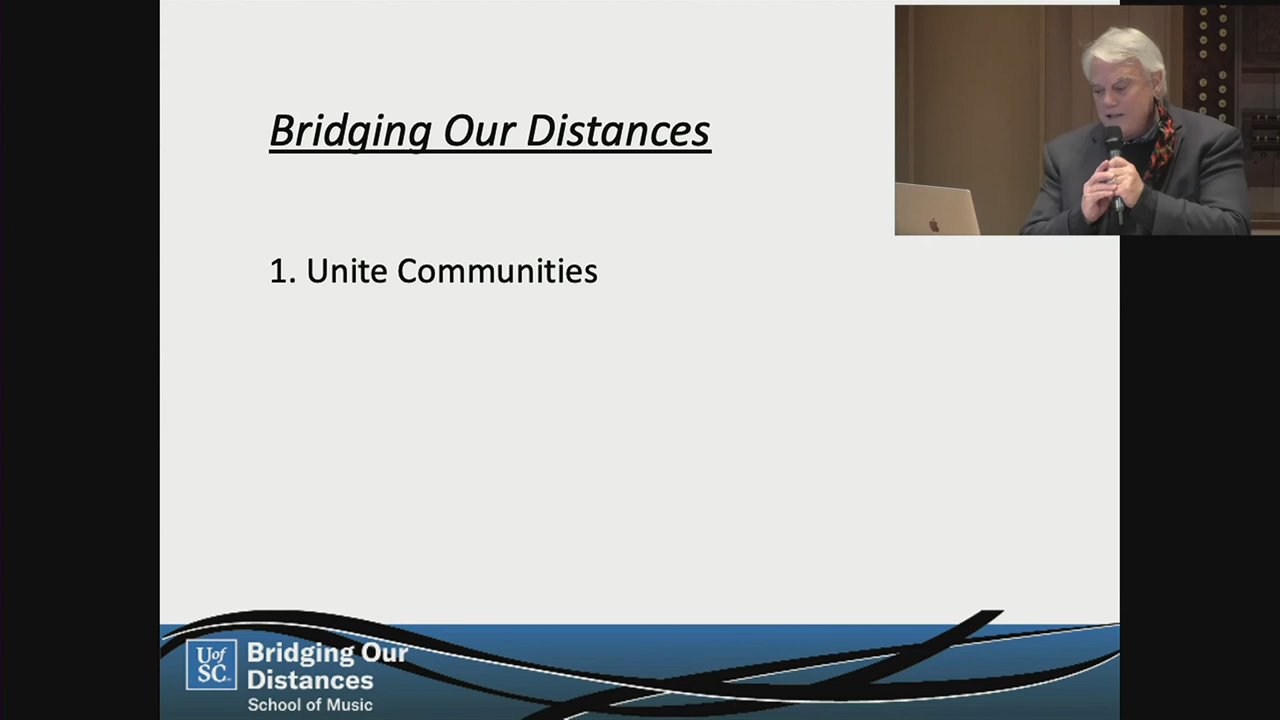 Bridging Our Distances
1. Unite Communities
UofSC
Bridging Our
Distances
School of Music